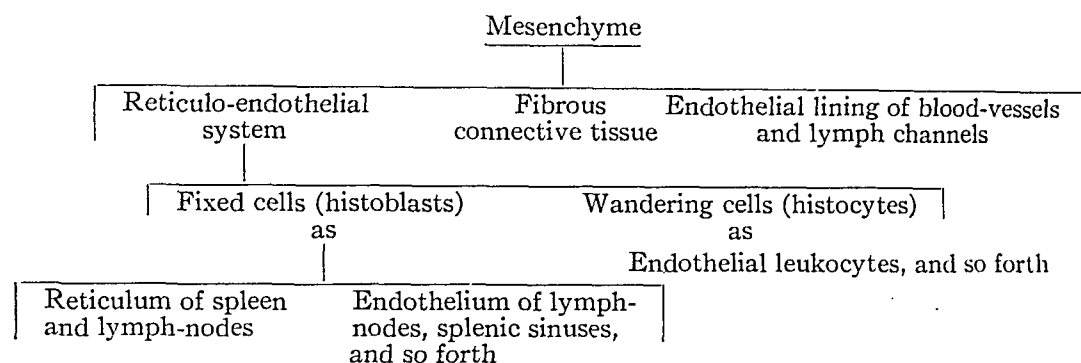 Mesenchyme
Reticulo-endothelial
system
Fibrous
connective tissue
Endothelial lining of blood-vessels
and lymph channels
Fixed cells (histoblasts)
as
Wandering cells (histocytes)
as
Endothelial leukocytes, and so forth
Reticulum of spleen
and lymph-nodes
Endothelium of lymph-
nodes, splenic sinuses,
and so forth